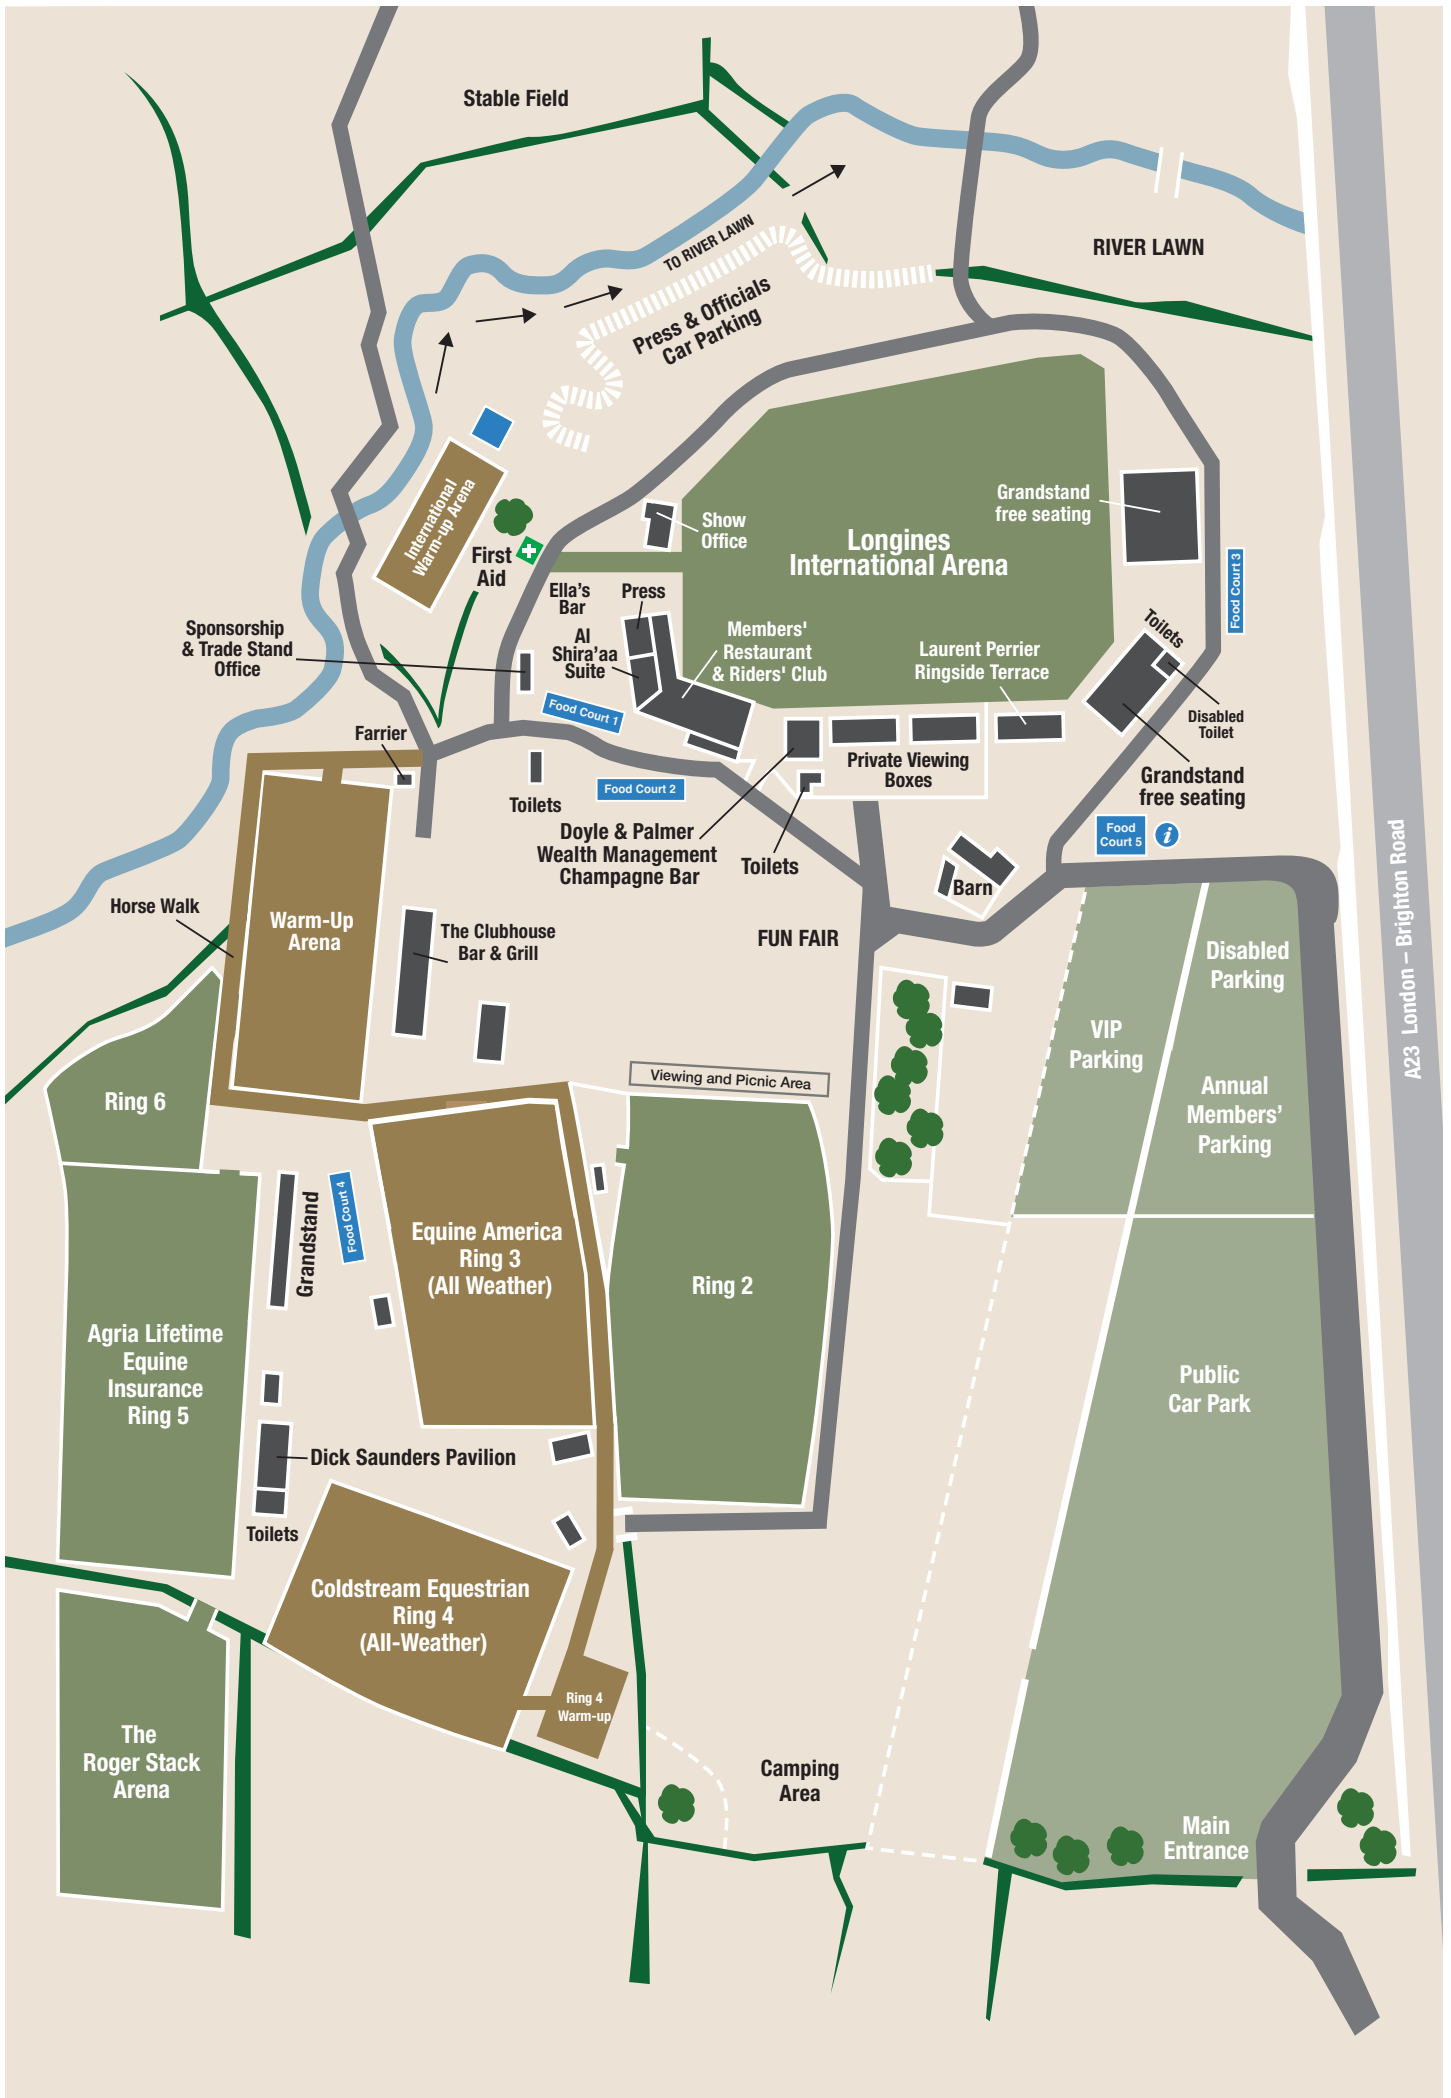 Stable Field
TO RIVER LAWN
RIVER LAWN
Press & Officials
Car Parking
International
Warm-up Arena
First
Aid
Show
Office
Longines
International Arena
Grandstand
free seating
Food Court 3
Ella's
Bar
Press
Al
Shira'aa
Suite
Members'
Restaurant
& Riders' Club
Laurent Perrier
Ringside Terrace
Toilets
Disabled
Toilet
Sponsorship
& Trade Stand
Office
Food Court 1
Farrier
Toilets
Food Court 2
Private Viewing
Boxes
Grandstand
free seating
Doyle & Palmer
Wealth Management
Champagne Bar
Toilets
Food
Court 5
i
Barn
A23 London – Brighton Road
Horse Walk
Warm-Up
Arena
The Clubhouse
Bar & Grill
FUN FAIR
Disabled
Parking
VIP
Parking
Annual
Members'
Parking
Viewing and Picnic Area
Ring 6
Grandstand
Food Court 4
Equine America
Ring 3
(All Weather)
Ring 2
Agria Lifetime
Equine
Insurance
Ring 5
Public
Car Park
Dick Saunders Pavilion
Toilets
Coldstream Equestrian
Ring 4
(All-Weather)
Ring 4
Warm-up
The
Roger Stack
Arena
Camping
Area
Main
Entrance